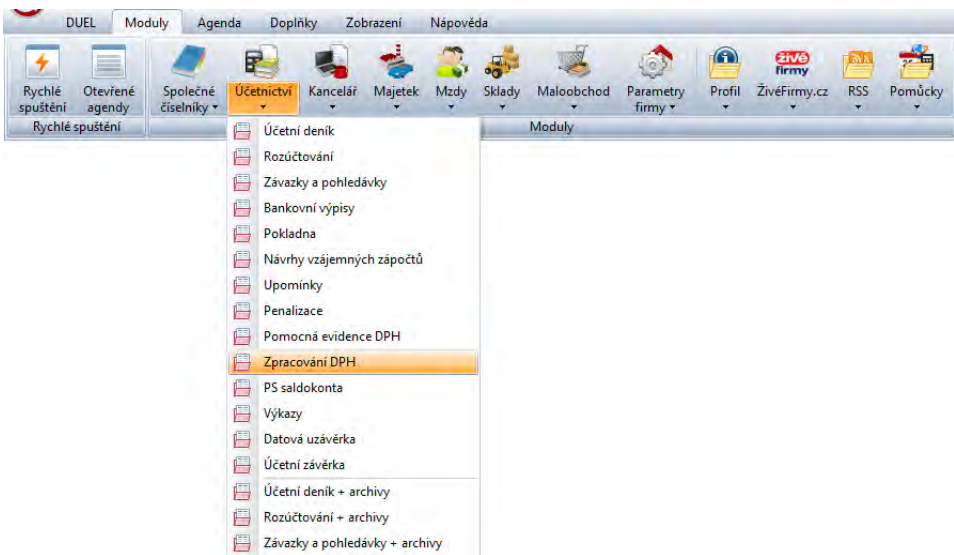 DUEL Moduly Agenda Doplňky Zobrazení Nápověda
živé
firmy
Rychlé Otevřené Společné Účetnictví Kancelář Majetek Mzdy Sklady Maloobchod Parametry Profil ŽivéFirmy.cz RSS Pomůcky
spuštění agendy číselníky firmy
Rychlé spuštění Moduly
Účetní deník
Rozúčtování
Závazky a pohledávky
Bankovní výpisy
Pokladna
Návrhy vzájemných zápočtů
Upomínky
Penalizace
Pomocná evidence DPH
Zpracování DPH
PS saldokonta
Výkazy
Datová uzávěrka
Účetní závěrka
Účetní deník + archivy
Rozúčtování + archivy
Závazky a pohledávky + archivy